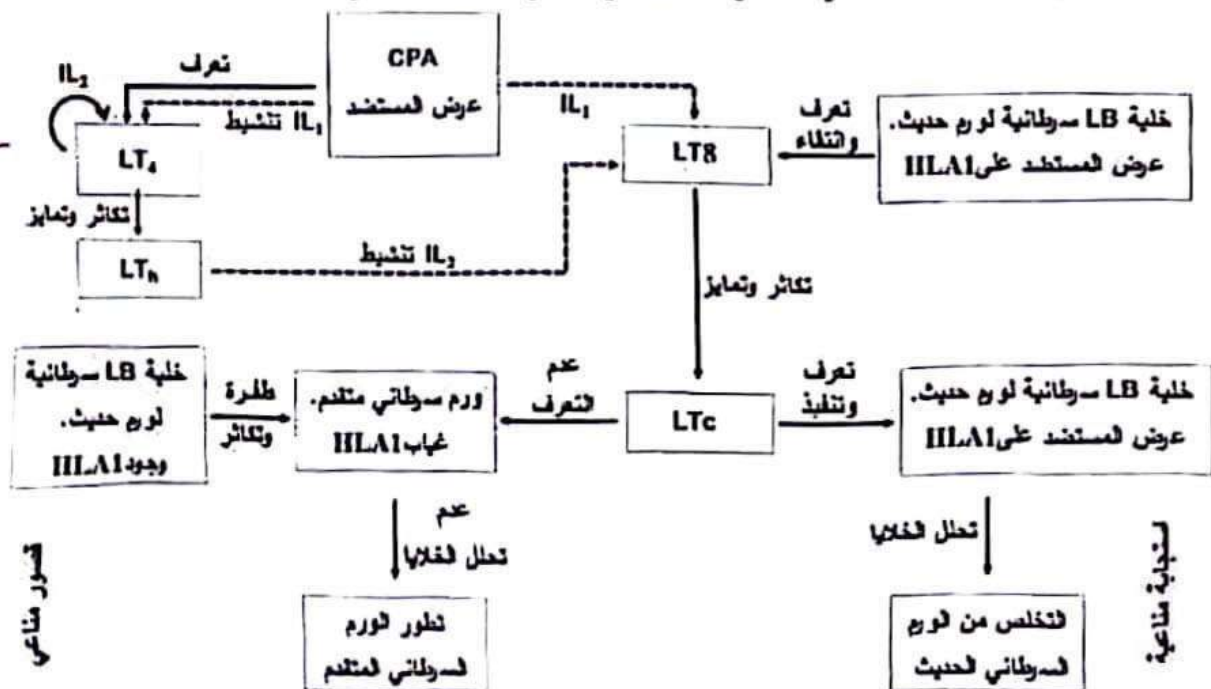 CPA
عرض المستضد
تعرف
IL₂
IL₁ تنشيط
IL₁
LT₄
LT8
تعرف
وانتقاء
خلية LB سرطانية لورم حديث.
عرض المستضد على HLA1
تكاثر وتمايز
LTh
IL₂ تنشيط
تكاثر وتمايز
خلية LB سرطانية
لورم حديث.
وجود HLA1
طفرة
وتكاثر
ورم سرطاني متقدم.
غياب HLA1
عدم
التعرف
LTc
تعرف
وتنفيذ
خلية LB سرطانية لورم حديث.
عرض المستضد على HLA1
عدم
تحلل الخلايا
تحلل الخلايا
قصور مناعي
تطور الورم
السرطاني المتقدم
التخلص من الورم
السرطاني الحديث
استجابة مناعية